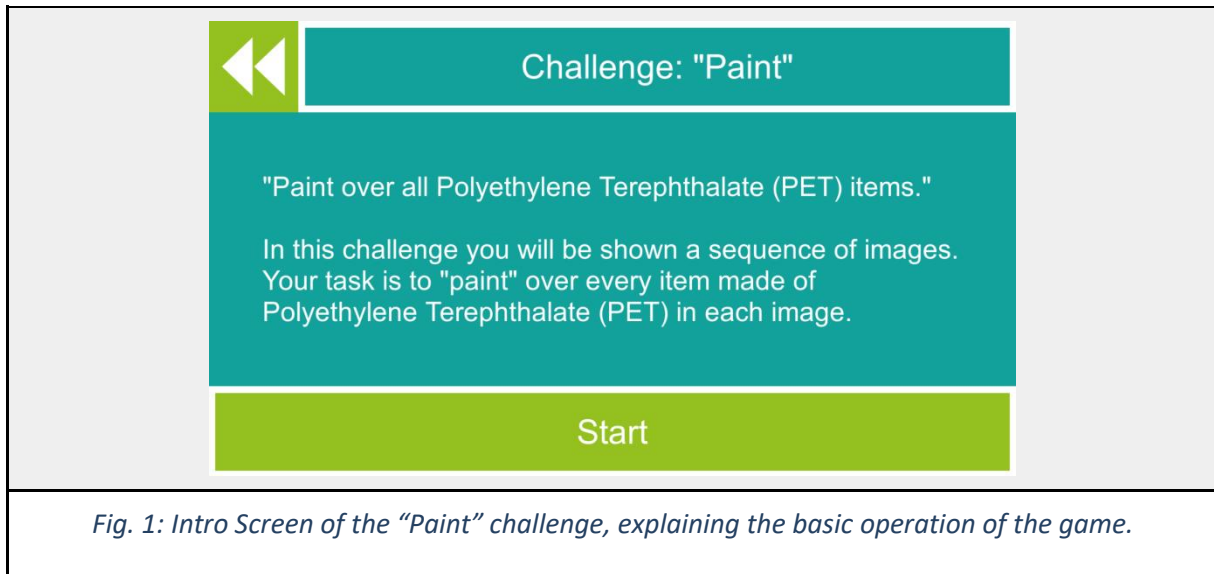 Challenge: "Paint"
"Paint over all Polyethylene Terephthalate (PET) items."
In this challenge you will be shown a sequence of images.
Your task is to "paint" over every item made of
Polyethylene Terephthalate (PET) in each image.
Start
Fig. 1: Intro Screen of the “Paint” challenge, explaining the basic operation of the game.